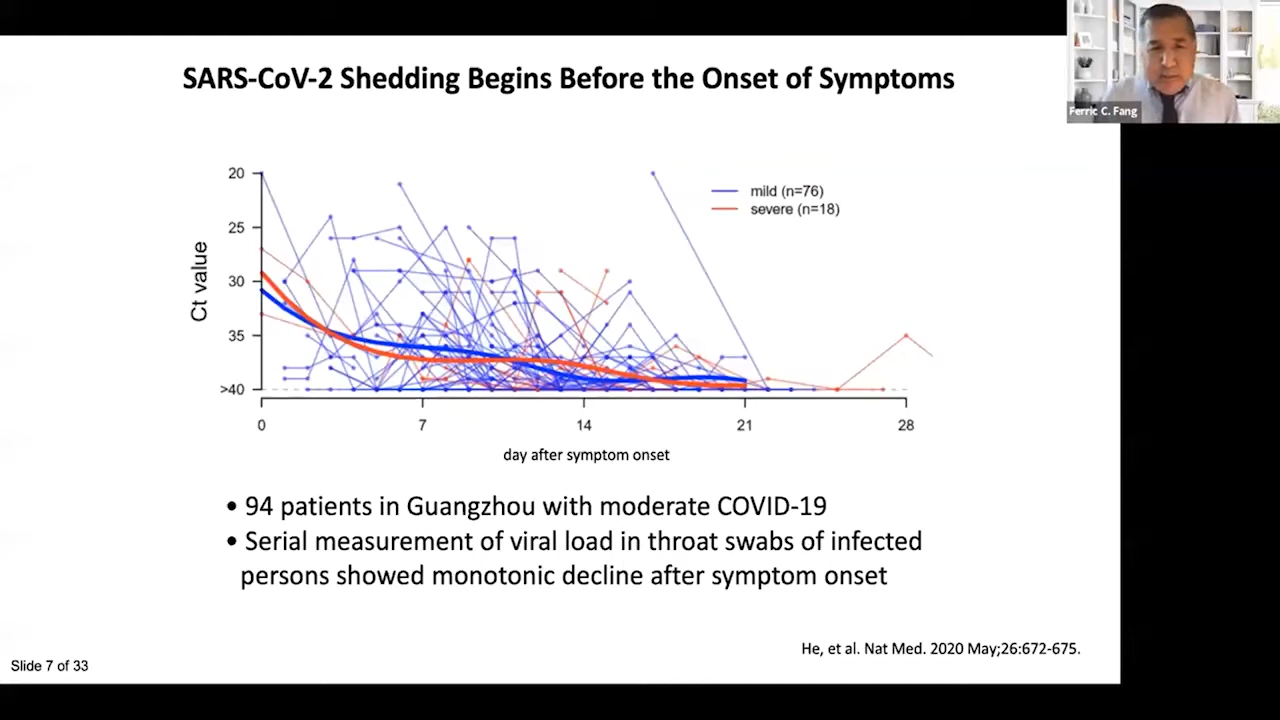 SARS-CoV-2 Shedding Begins Before the Onset of Symptoms
Ferric C. Fang
20
25
30
35
>40
Ct value
mild (n=76)
severe (n=18)
0
7
14
21
28
day after symptom onset
• 94 patients in Guangzhou with moderate COVID-19
• Serial measurement of viral load in throat swabs of infected
persons showed monotonic decline after symptom onset
He, et al. Nat Med. 2020 May;26:672-675.
Slide 7 of 33